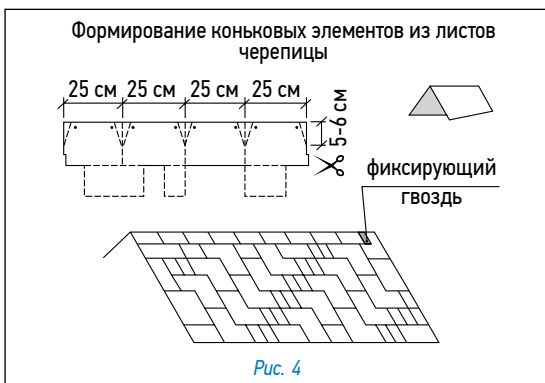 Формирование коньковых элементов из листов
черепицы
25 см 25 см 25 см 25 см
5-6 см
фиксирующий
гвоздь
Рис. 4